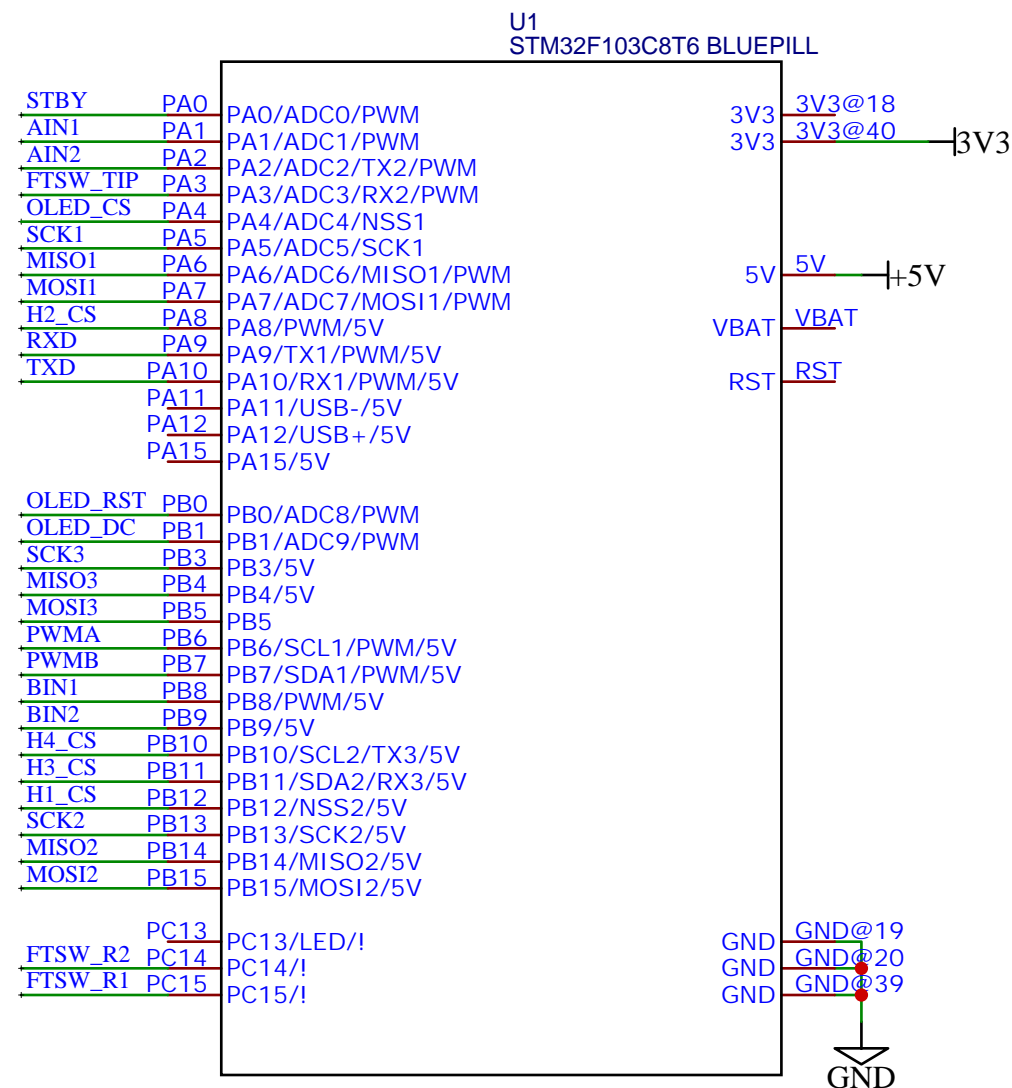 U1
STM32F103C8T6 BLUEPILL
STBY PA0 PA0/ADC0/PWM 3V3 3V3@18
AIN1 PA1 PA1/ADC1/PWM 3V3 3V3@40 3V3
AIN2 PA2 PA2/ADC2/TX2/PWM
FTSW_TIP PA3 PA3/ADC3/RX2/PWM
OLED_CS PA4 PA4/ADC4/NSS1
SCK1 PA5 PA5/ADC5/SCK1
MISO1 PA6 PA6/ADC6/MISO1/PWM 5V 5V +5V
MOSI1 PA7 PA7/ADC7/MOSI1/PWM
H2_CS PA8 PA8/PWM/5V VBAT VBAT
RXD PA9 PA9/TX1/PWM/5V
TXD PA10 PA10/RX1/PWM/5V RST RST
PA11 PA11/USB-/5V
PA12 PA12/USB+/5V
PA15 PA15/5V
OLED_RST PB0 PB0/ADC8/PWM
OLED_DC PB1 PB1/ADC9/PWM
SCK3 PB3 PB3/5V
MISO3 PB4 PB4/5V
MOSI3 PB5 PB5
PWMA PB6 PB6/SCL1/PWM/5V
PWMB PB7 PB7/SDA1/PWM/5V
BIN1 PB8 PB8/PWM/5V
BIN2 PB9 PB9/5V
H4_CS PB10 PB10/SCL2/TX3/5V
H3_CS PB11 PB11/SDA2/RX3/5V
H1_CS PB12 PB12/NSS2/5V
SCK2 PB13 PB13/SCK2/5V
MISO2 PB14 PB14/MISO2/5V
MOSI2 PB15 PB15/MOSI2/5V
PC13 PC13/LED/! GND GND@19
FTSW_R2 PC14 PC14/! GND GND@20
FTSW_R1 PC15 PC15/! GND GND@39
GND